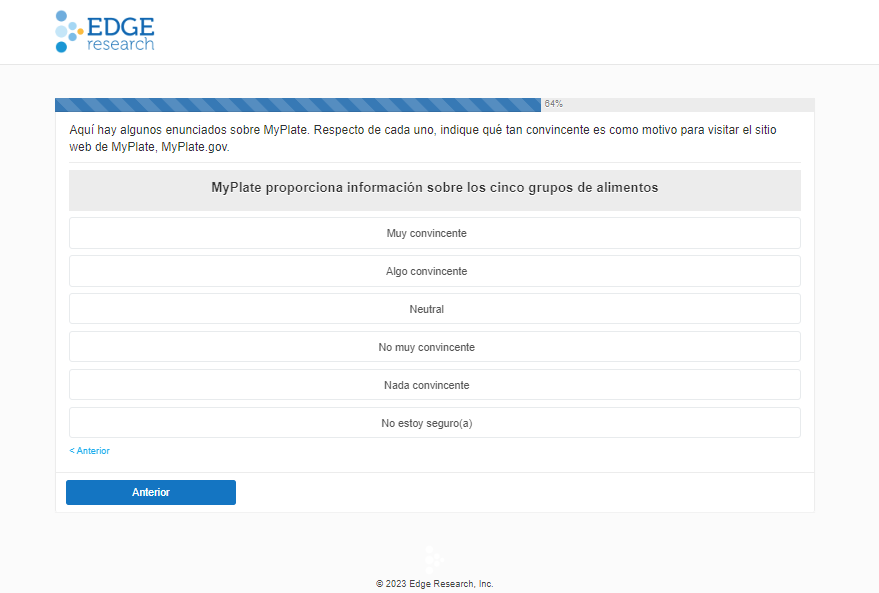 EDGE
research
64%
Aquí hay algunos enunciados sobre MyPlate. Respecto de cada uno, indique qué tan convincente es como motivo para visitar el sitio
web de MyPlate, MyPlate.gov.
MyPlate proporciona información sobre los cinco grupos de alimentos
Muy convincente
Algo convincente
Neutral
No muy convincente
Nada convincente
No estoy seguro(a)
< Anterior
Anterior
© 2023 Edge Research, Inc.